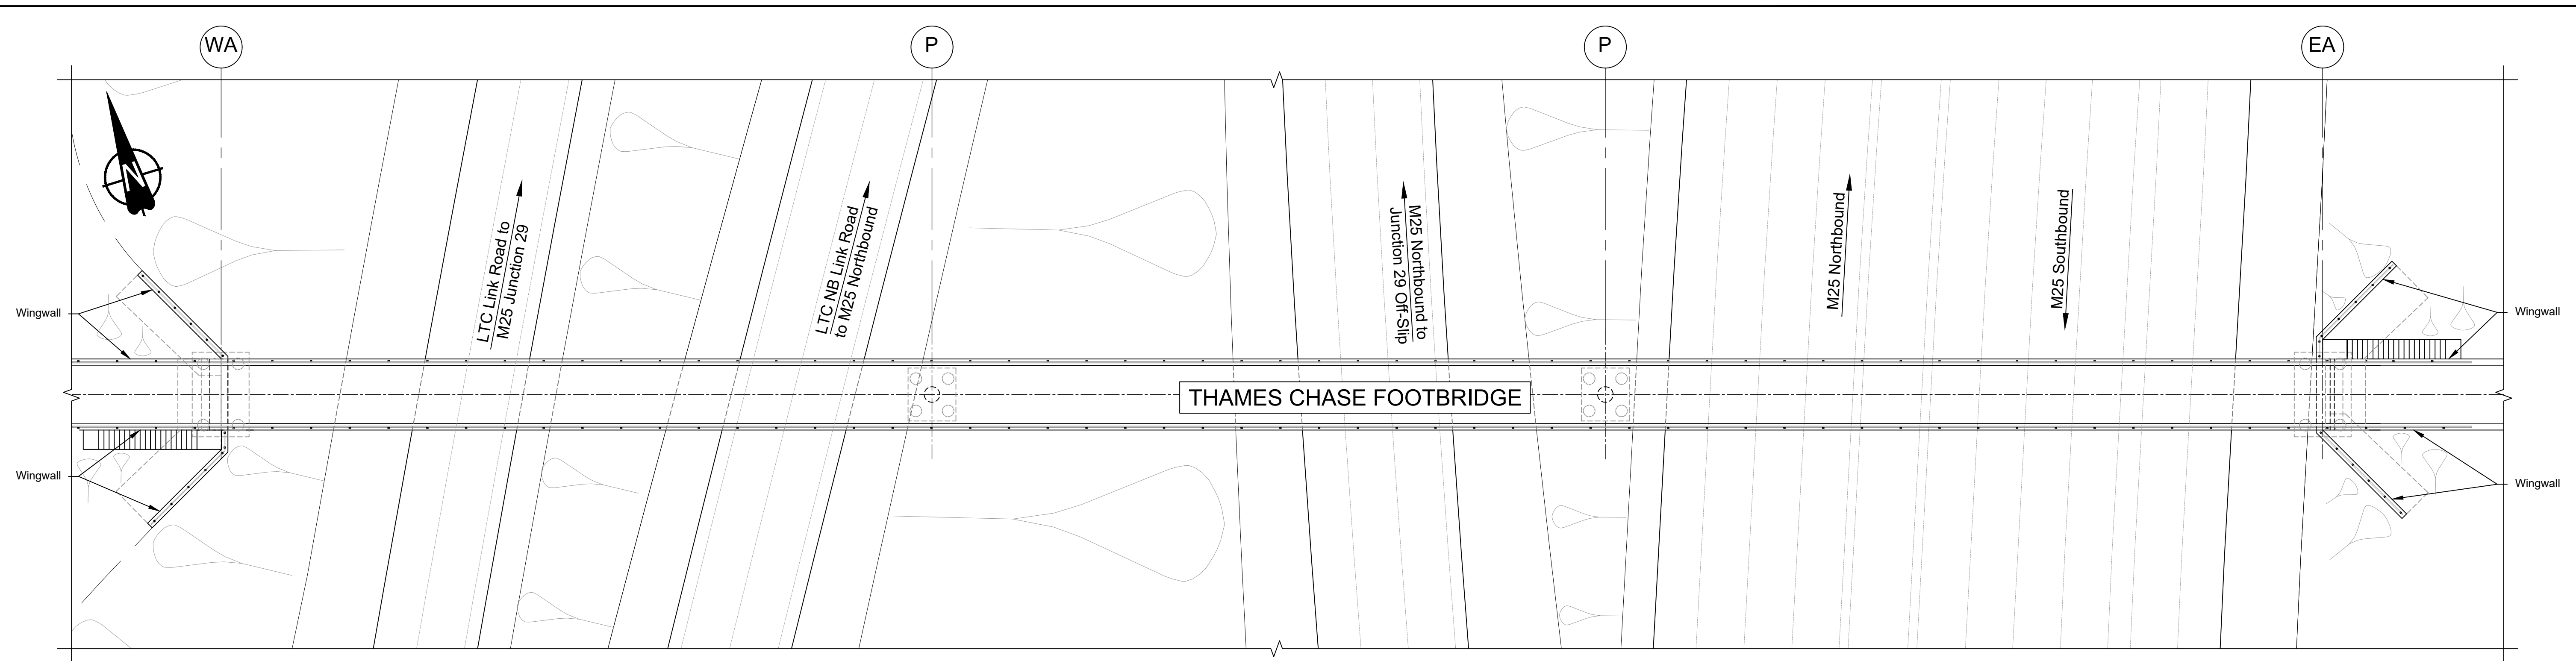 WA
P
P
EA
N
LTC Link Road to
M25 Junction 29
LTC NB Link Road
to M25 Northbound
M25 Northbound to
Junction 29 Off-Slip
M25 Northbound
M25 Southbound
Wingwall
Wingwall
THAMES CHASE FOOTBRIDGE
Wingwall
Wingwall